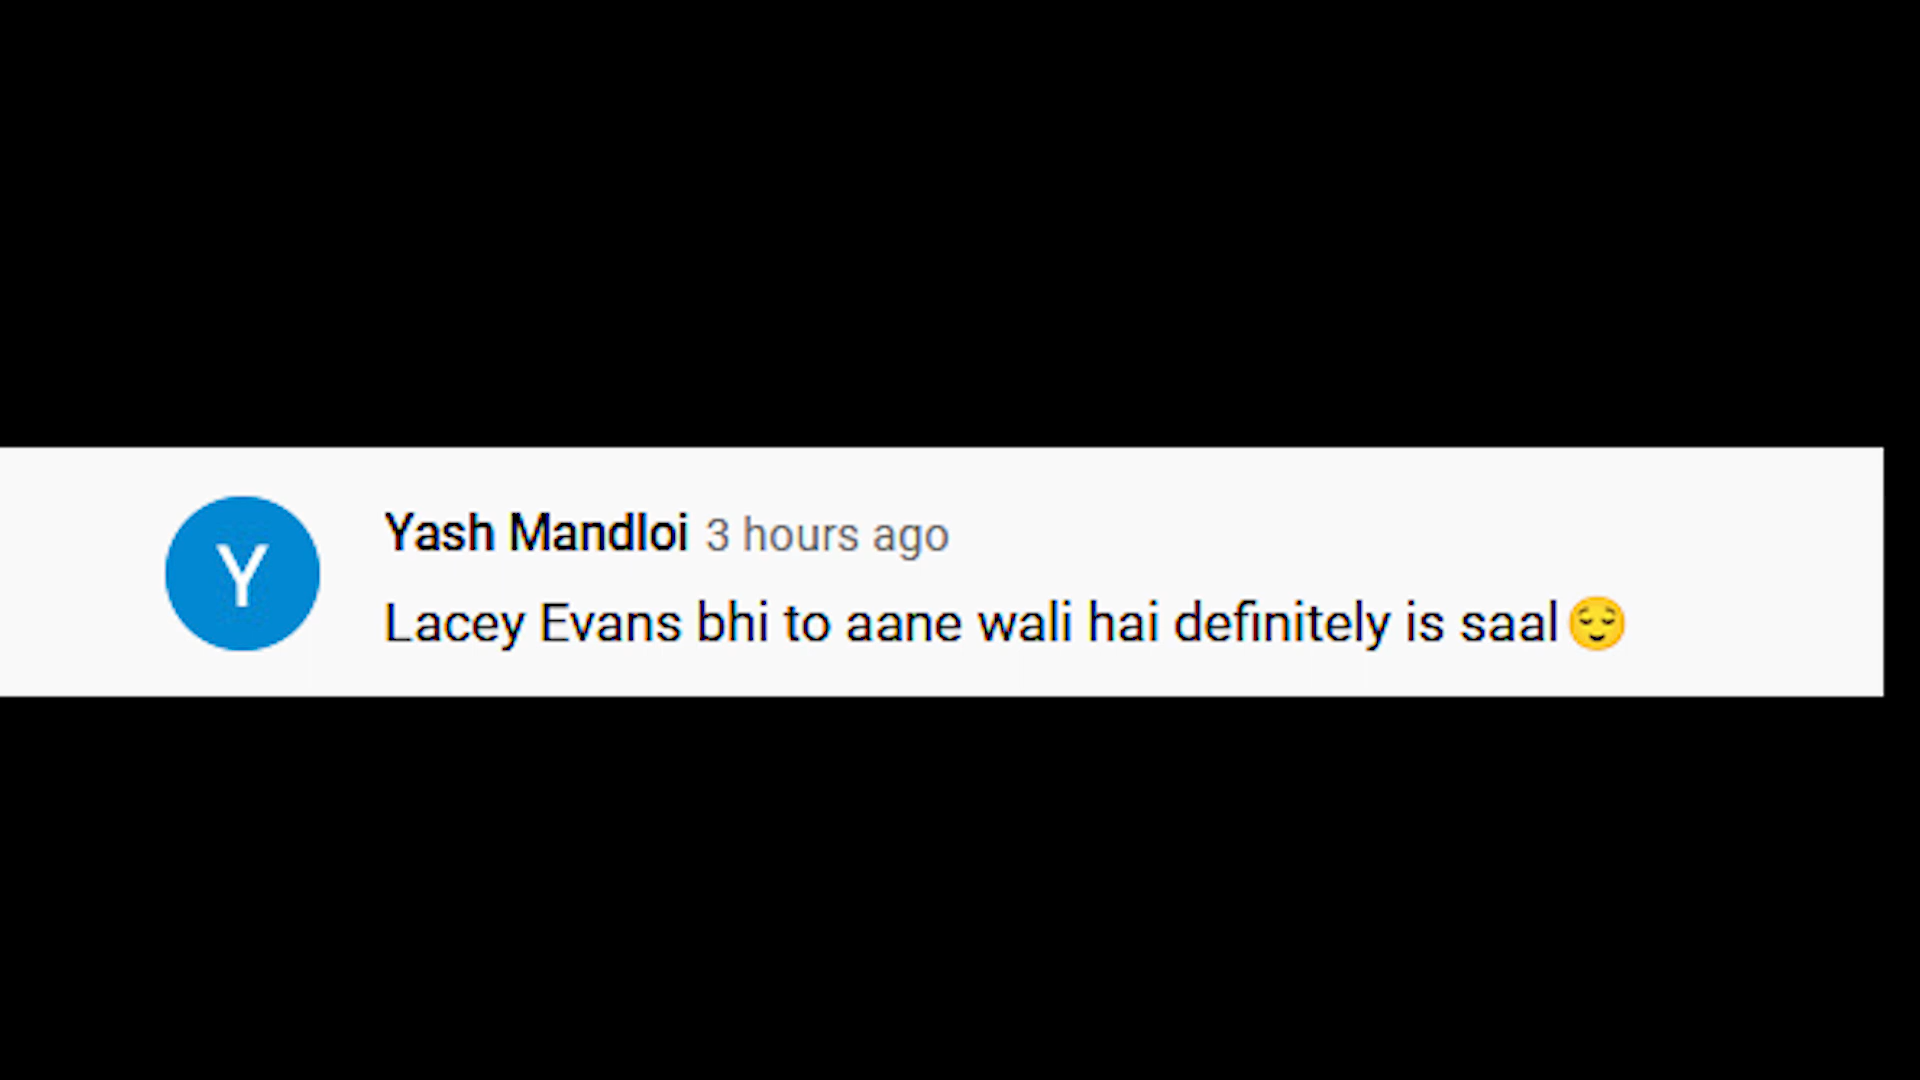 Y
Yash Mandloi 3 hours ago
Lacey Evans bhi to aane wali hai definitely is saal😌